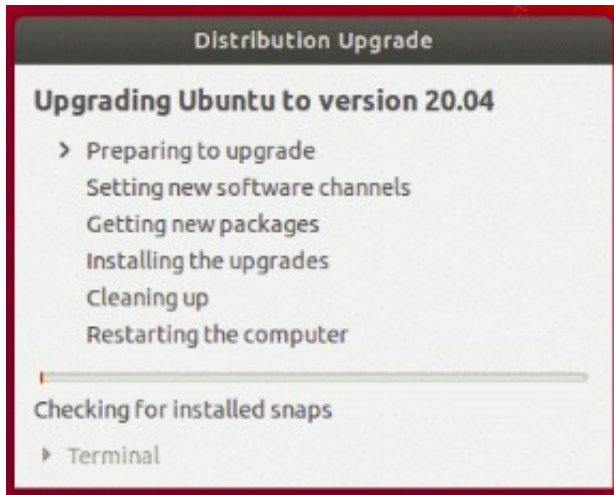 Distribution Upgrade
Upgrading Ubuntu to version 20.04
Preparing to upgrade
Setting new software channels
Getting new packages
Installing the upgrades
Cleaning up
Restarting the computer
Checking for installed snaps
Terminal